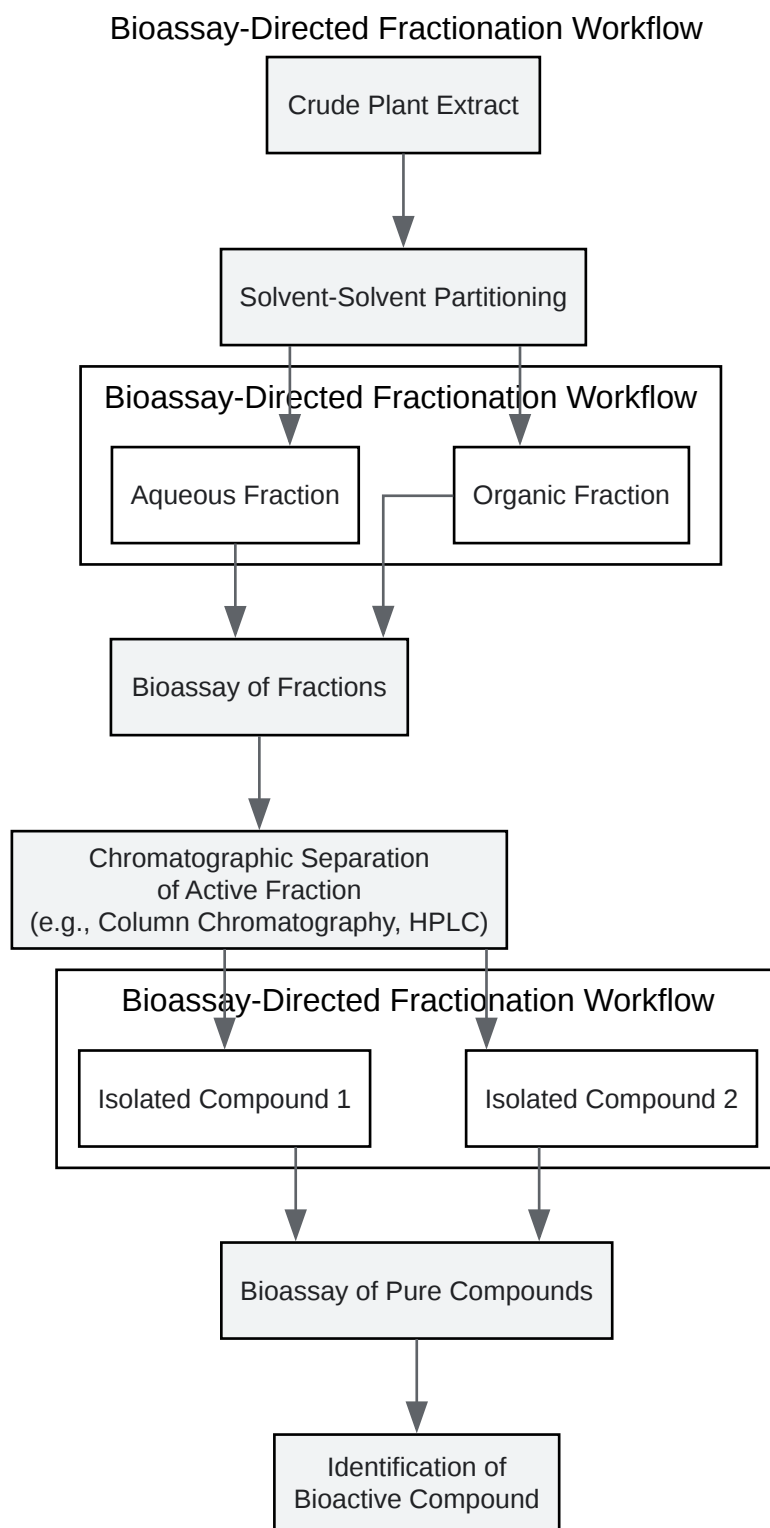 Bioassay-Directed Fractionation Workflow
Crude Plant Extract
Solvent-Solvent Partitioning
Bioassay-Directed Fractionation Workflow
Aqueous Fraction
Organic Fraction
Bioassay of Fractions
Chromatographic Separation
of Active Fraction
(e.g., Column Chromatography, HPLC)
Bioassay-Directed Fractionation Workflow
Isolated Compound 1
Isolated Compound 2
Bioassay of Pure Compounds
Identification of
Bioactive Compound